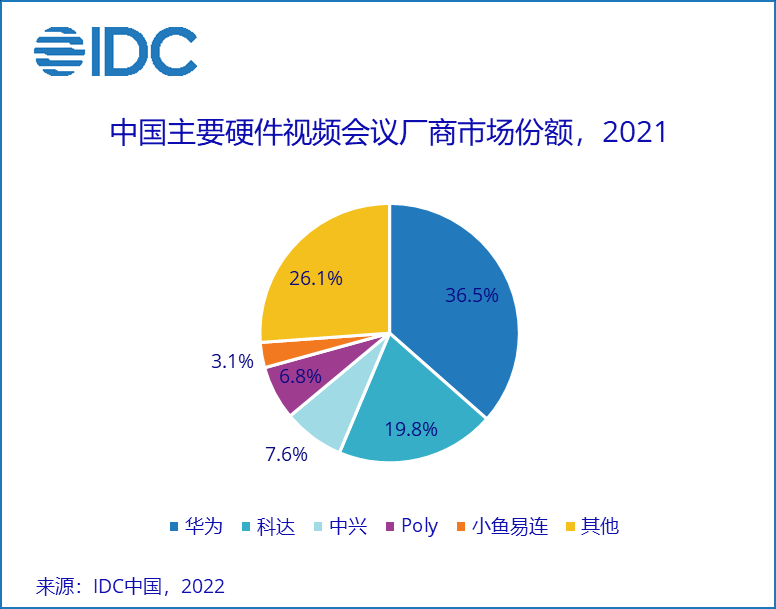 IDC
中国主要硬件视频会议厂商市场份额，2021
26.1%
36.5%
3.1%
6.8%
19.8%
7.6%
华为 科达 中兴 Poly 小鱼易连 其他
来源：IDC中国，2022